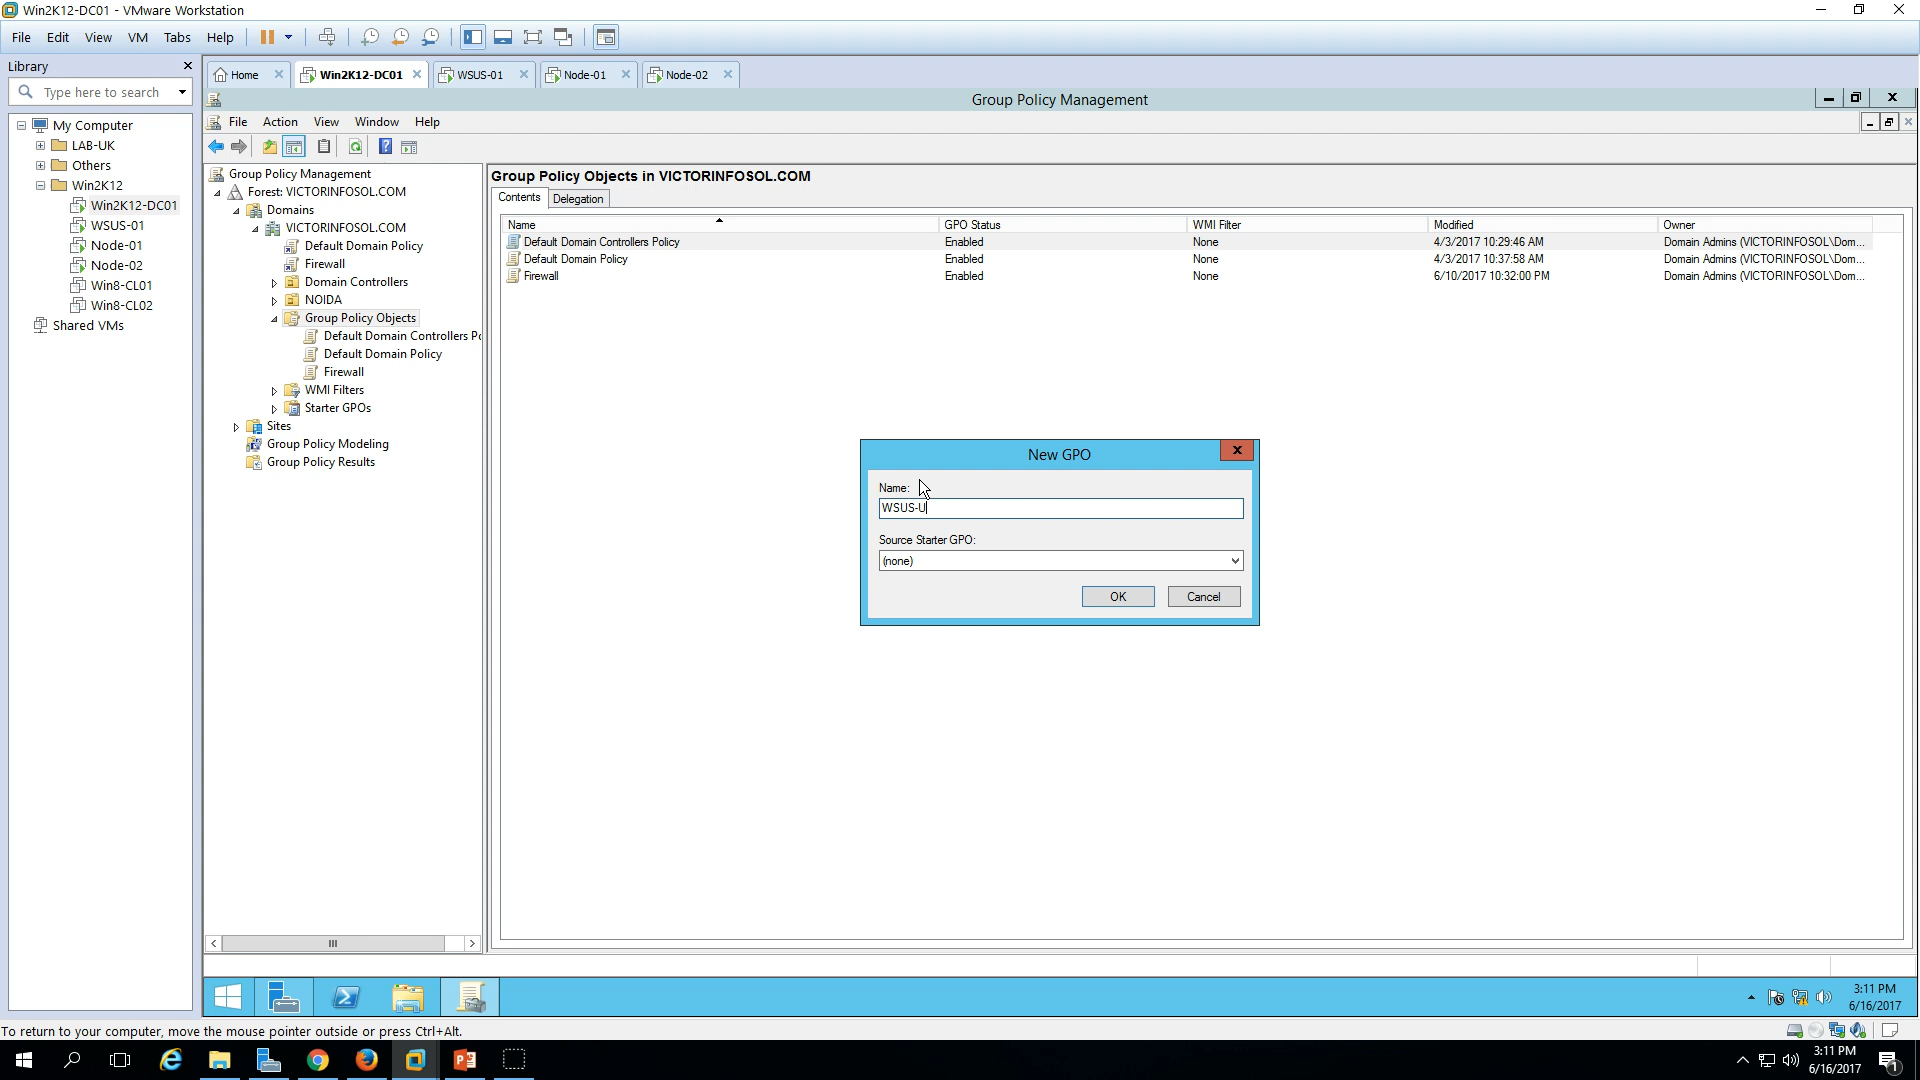 Win2K12-DC01 - VMware Workstation
File Edit View VM Tabs Help
Library
Type here to search
My Computer
LAB-UK
Others
Win2K12
Win2K12-DC01
WSUS-01
Node-01
Node-02
Win8-CL01
Win8-CL02
Shared VMs
Home Win2K12-DC01 WSUS-01 Node-01 Node-02
Group Policy Management
File Action View Window Help
Group Policy Management
Forest: VICTORINFOSOL.COM
Domains
VICTORINFOSOL.COM
Default Domain Policy
Firewall
Domain Controllers
NOIDA
Group Policy Objects
Default Domain Controllers Po
Default Domain Policy
Firewall
WMI Filters
Starter GPOs
Sites
Group Policy Modeling
Group Policy Results
Group Policy Objects in VICTORINFOSOL.COM
Contents Delegation
Name GPO Status WMI Filter Modified Owner
Default Domain Controllers Policy Enabled None 4/3/2017 10:29:46 AM Domain Admins (VICTORINFOSOL\Dom...
Default Domain Policy Enabled None 4/3/2017 10:37:58 AM Domain Admins (VICTORINFOSOL\Dom...
Firewall Enabled None 6/10/2017 10:32:00 PM Domain Admins (VICTORINFOSOL\Dom...
New GPO
Name:
WSUS-U
Source Starter GPO:
(none)
OK Cancel
3:11 PM
6/16/2017
To return to your computer, move the mouse pointer outside or press Ctrl+Alt.
3:11 PM
6/16/2017
1